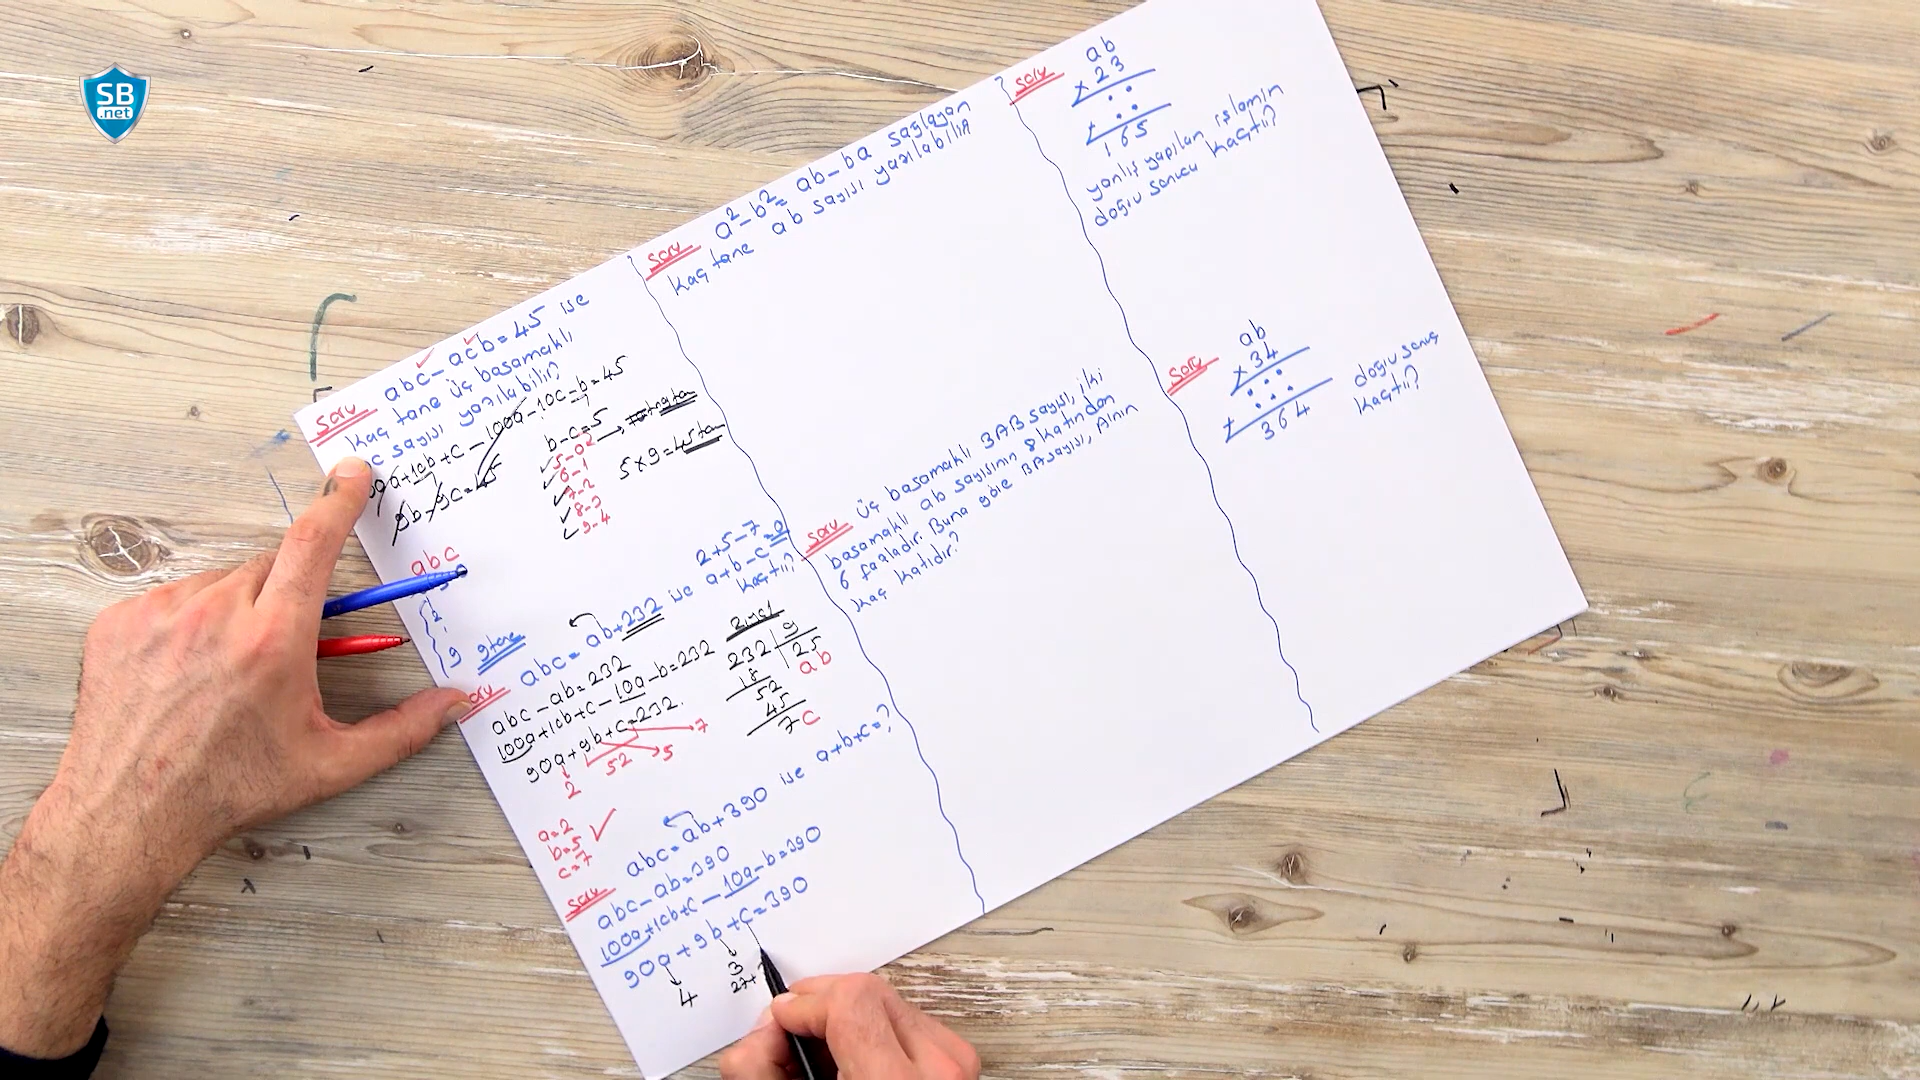 SB
.net
Soru abc - acb = 45 ise
kaç tane üç basamaklı
sayısı yazılabilir?
+10b+c-100a-10c-b=45
9b-9c=45
b-c=5
5-0
6-1
7-2
8-3
9-4
5x9=45tan
abc
9
9tane
2+5-7
Soru abc = ab+232 ise a+b-c=0
kaçtır?
abc-ab=232
100a+10b+c-10a-b=232
90a+9b+c=232
52
5
7
2
a=2
b=5
c=7
2.Yol
232 9
18 25
52 ab
45
7c
Soru abc=ab+390 ise a+b+c=?
abc-ab=390
100a+10b+c-10a-b=390
90a+9b+c=390
4
3
27+
Soru a²-b²=ab-ba sağlayan
kaç tane ab sayısı yazılabilir
Soru üç basamaklı 3AB sayısı, iki
basamaklı ab sayısının 8 katından
6 fazladır. Buna göre BA sayısı, A'nın
kaç katıdır?
Soru ab
x 23
. .
+ . .
165
yanlış yapılan işlemin
doğru sonucu kaçtır?
Soru ab
x 34
. . .
+ . .
364
doğru sonuç
kaçtır?